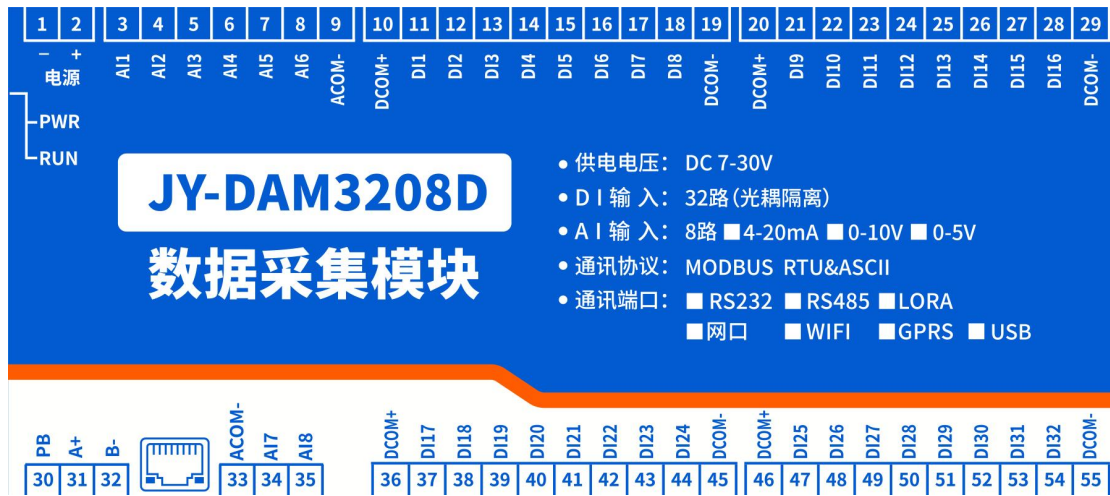 1 2 3 4 5 6 7 8 9 10 11 12 13 14 15 16 17 18 19 20 21 22 23 24 25 26 27 28 29
− + AI1 AI2 AI3 AI4 AI5 AI6 ACOM- DCOM+ DI1 DI2 DI3 DI4 DI5 DI6 DI7 DI8 DCOM- DCOM+ DI9 DI10 DI11 DI12 DI13 DI14 DI15 DI16 DCOM-
电源
PWR
RUN
JY-DAM3208D
数据采集模块
• 供电电压： DC 7-30V
• D I 输 入： 32路（光耦隔离）
• A I 输 入： 8路 ■4-20mA ■0-10V ■ 0-5V
• 通讯协议： MODBUS RTU&ASCII
• 通讯端口： ■ RS232 ■ RS485 ■LORA
■网口 ■ WIFI ■GPRS ■ USB
PB A+ B- ACOM- AI7 AI8 DCOM+ DI17 DI18 DI19 DI20 DI21 DI22 DI23 DI24 DCOM- DCOM+ DI25 DI26 DI27 DI28 DI29 DI30 DI31 DI32 DCOM-
30 31 32 33 34 35 36 37 38 39 40 41 42 43 44 45 46 47 48 49 50 51 52 53 54 55